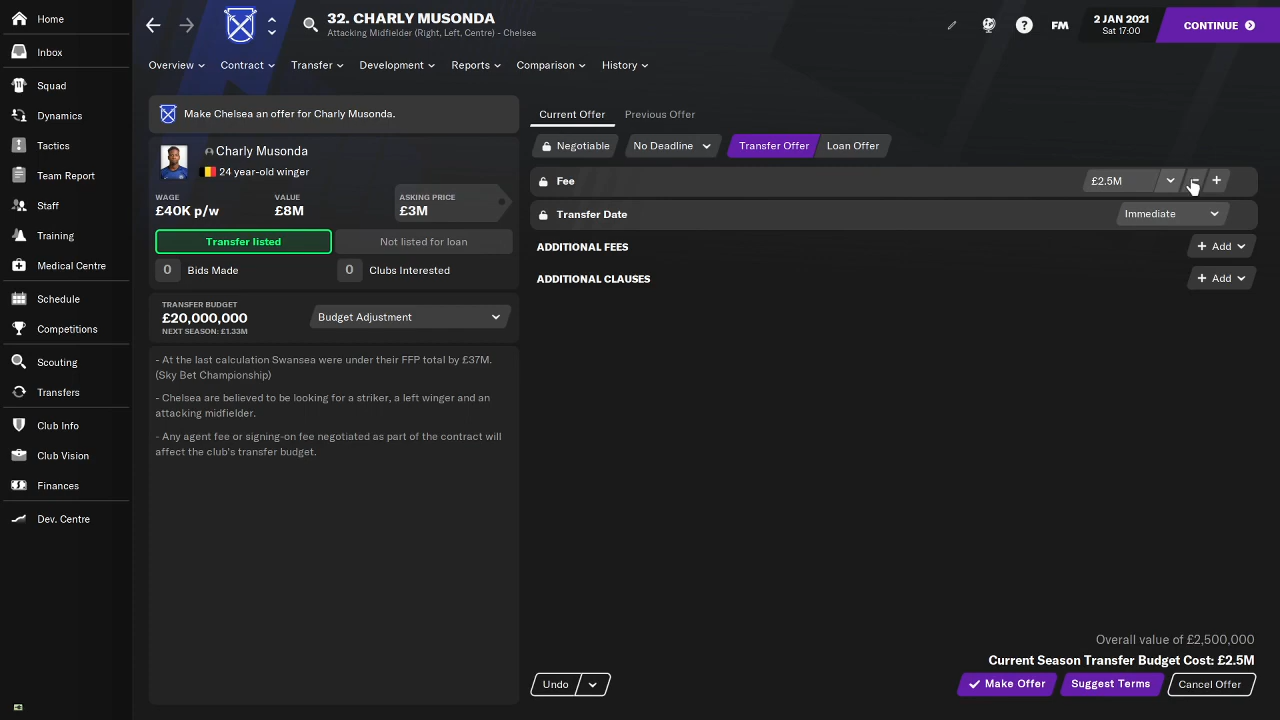 Home
Inbox
Squad
Dynamics
Tactics
Team Report
Staff
Training
Medical Centre
Schedule
Competitions
Scouting
Transfers
Club Info
Club Vision
Finances
Dev. Centre
32. CHARLY MUSONDA
Attacking Midfielder (Right, Left, Centre) - Chelsea
FM
2 JAN 2021
Sat 17:00
CONTINUE
Overview
Contract
Transfer
Development
Reports
Comparison
History
Make Chelsea an offer for Charly Musonda.
Charly Musonda
24 year-old winger
WAGE
£40K p/w
VALUE
£8M
ASKING PRICE
£3M
Transfer listed
Not listed for loan
0 Bids Made
0 Clubs Interested
TRANSFER BUDGET
£20,000,000
NEXT SEASON: £1.33M
Budget Adjustment
- At the last calculation Swansea were under their FFP total by £37M.
(Sky Bet Championship)
- Chelsea are believed to be looking for a striker, a left winger and an
attacking midfielder.
- Any agent fee or signing-on fee negotiated as part of the contract will
affect the club's transfer budget.
Current Offer
Previous Offer
Negotiable
No Deadline
Transfer Offer
Loan Offer
Fee
£2.5M
Transfer Date
Immediate
ADDITIONAL FEES
+ Add
ADDITIONAL CLAUSES
+ Add
Overall value of £2,500,000
Current Season Transfer Budget Cost: £2.5M
Undo
Make Offer
Suggest Terms
Cancel Offer